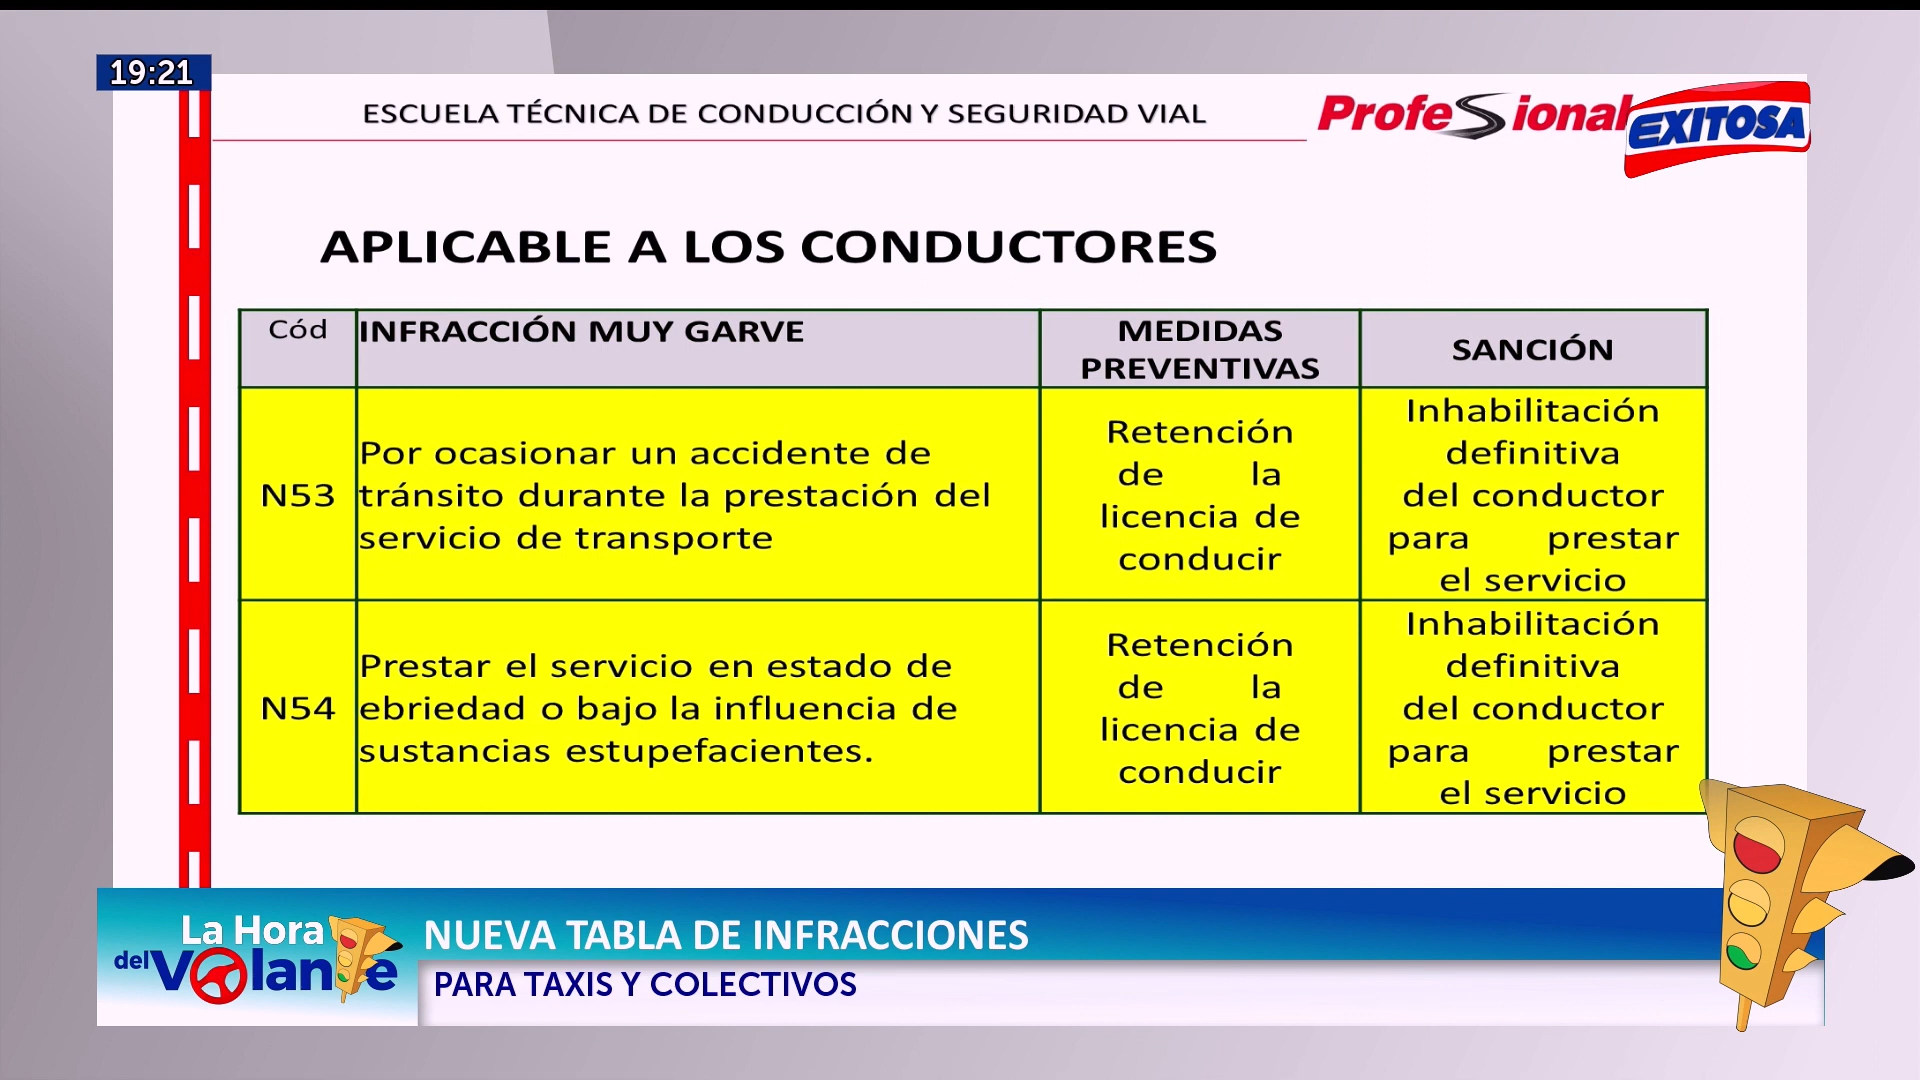 19:21
ESCUELA TÉCNICA DE CONDUCCIÓN Y SEGURIDAD VIAL
ProfeSional
EXITOSA
APLICABLE A LOS CONDUCTORES
Cód
INFRACCIÓN MUY GARVE
MEDIDAS
PREVENTIVAS
SANCIÓN
N53
Por ocasionar un accidente de
tránsito durante la prestación del
servicio de transporte
Retención
de la
licencia de
conducir
Inhabilitación
definitiva
del conductor
para prestar
el servicio
N54
Prestar el servicio en estado de
ebriedad o bajo la influencia de
sustancias estupefacientes.
Retención
de la
licencia de
conducir
Inhabilitación
definitiva
del conductor
para prestar
el servicio
La Hora
del Volante
NUEVA TABLA DE INFRACCIONES
PARA TAXIS Y COLECTIVOS